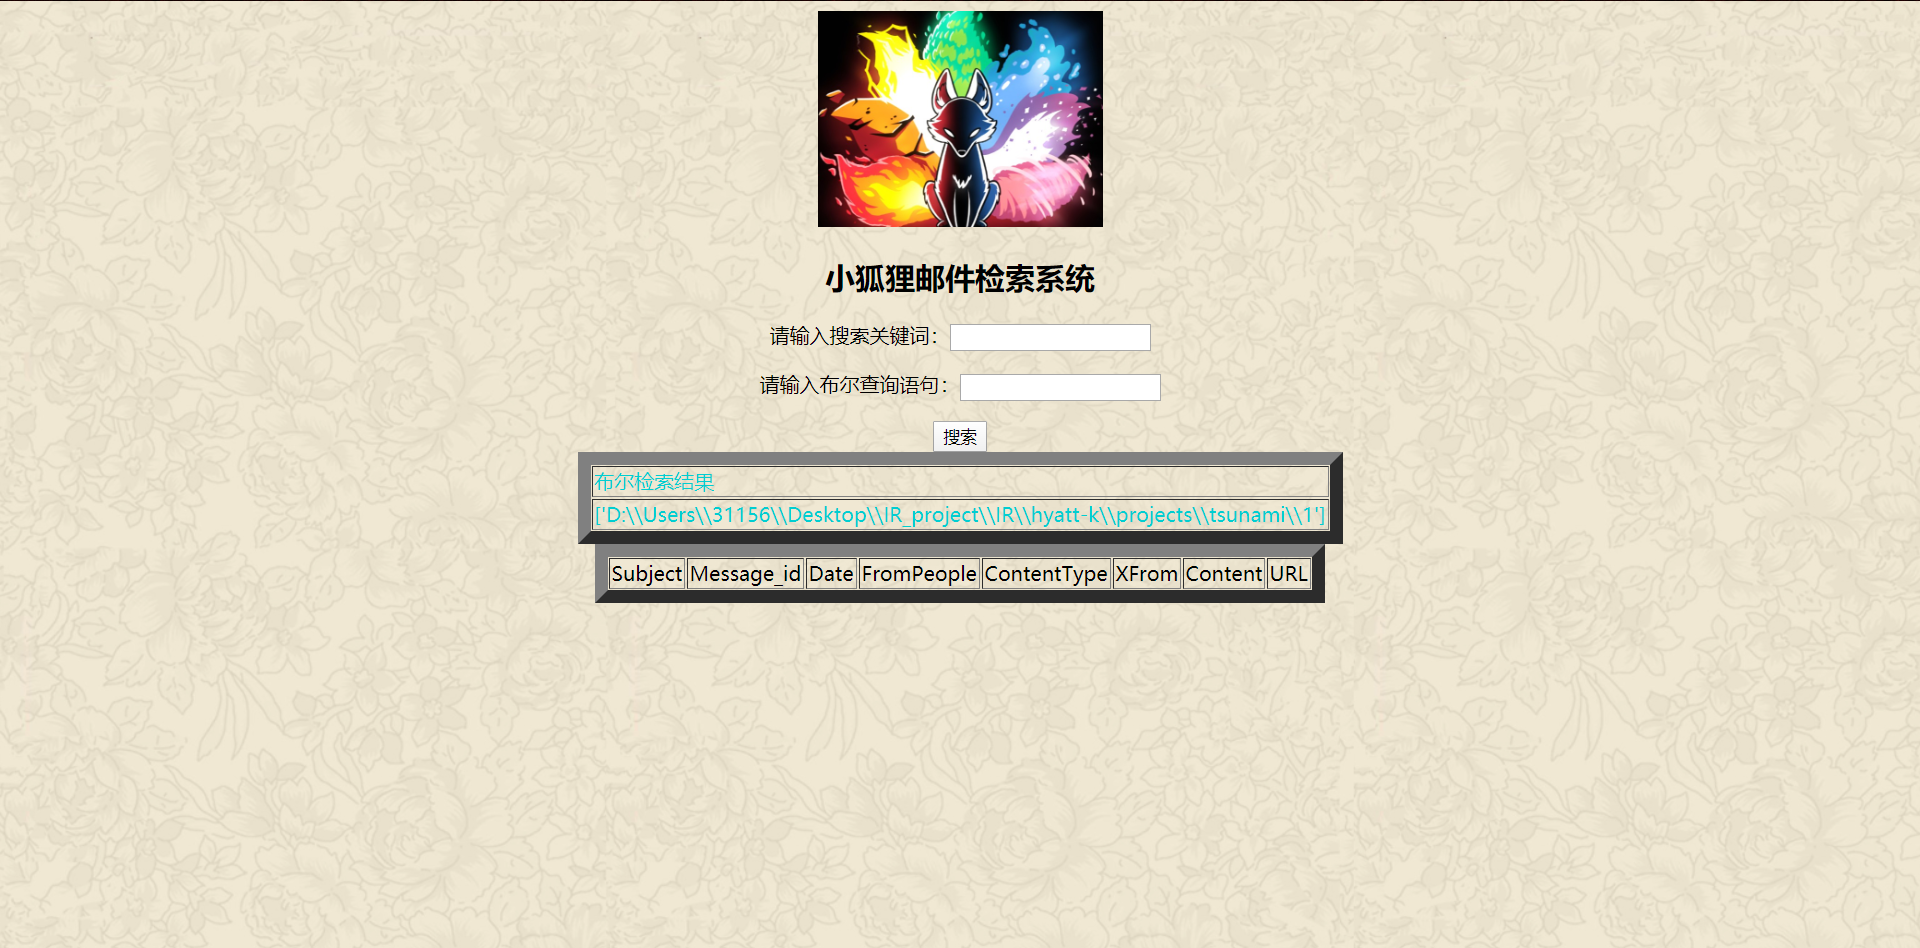 小狐狸邮件检索系统
请输入搜索关键词：
请输入布尔查询语句：
搜索
布尔检索结果
['D:\\Users\\31156\\Desktop\\IR_project\\IR\\hyatt-k\\projects\\tsunami\\1']
Subject Message_id Date FromPeople ContentType XFrom Content URL